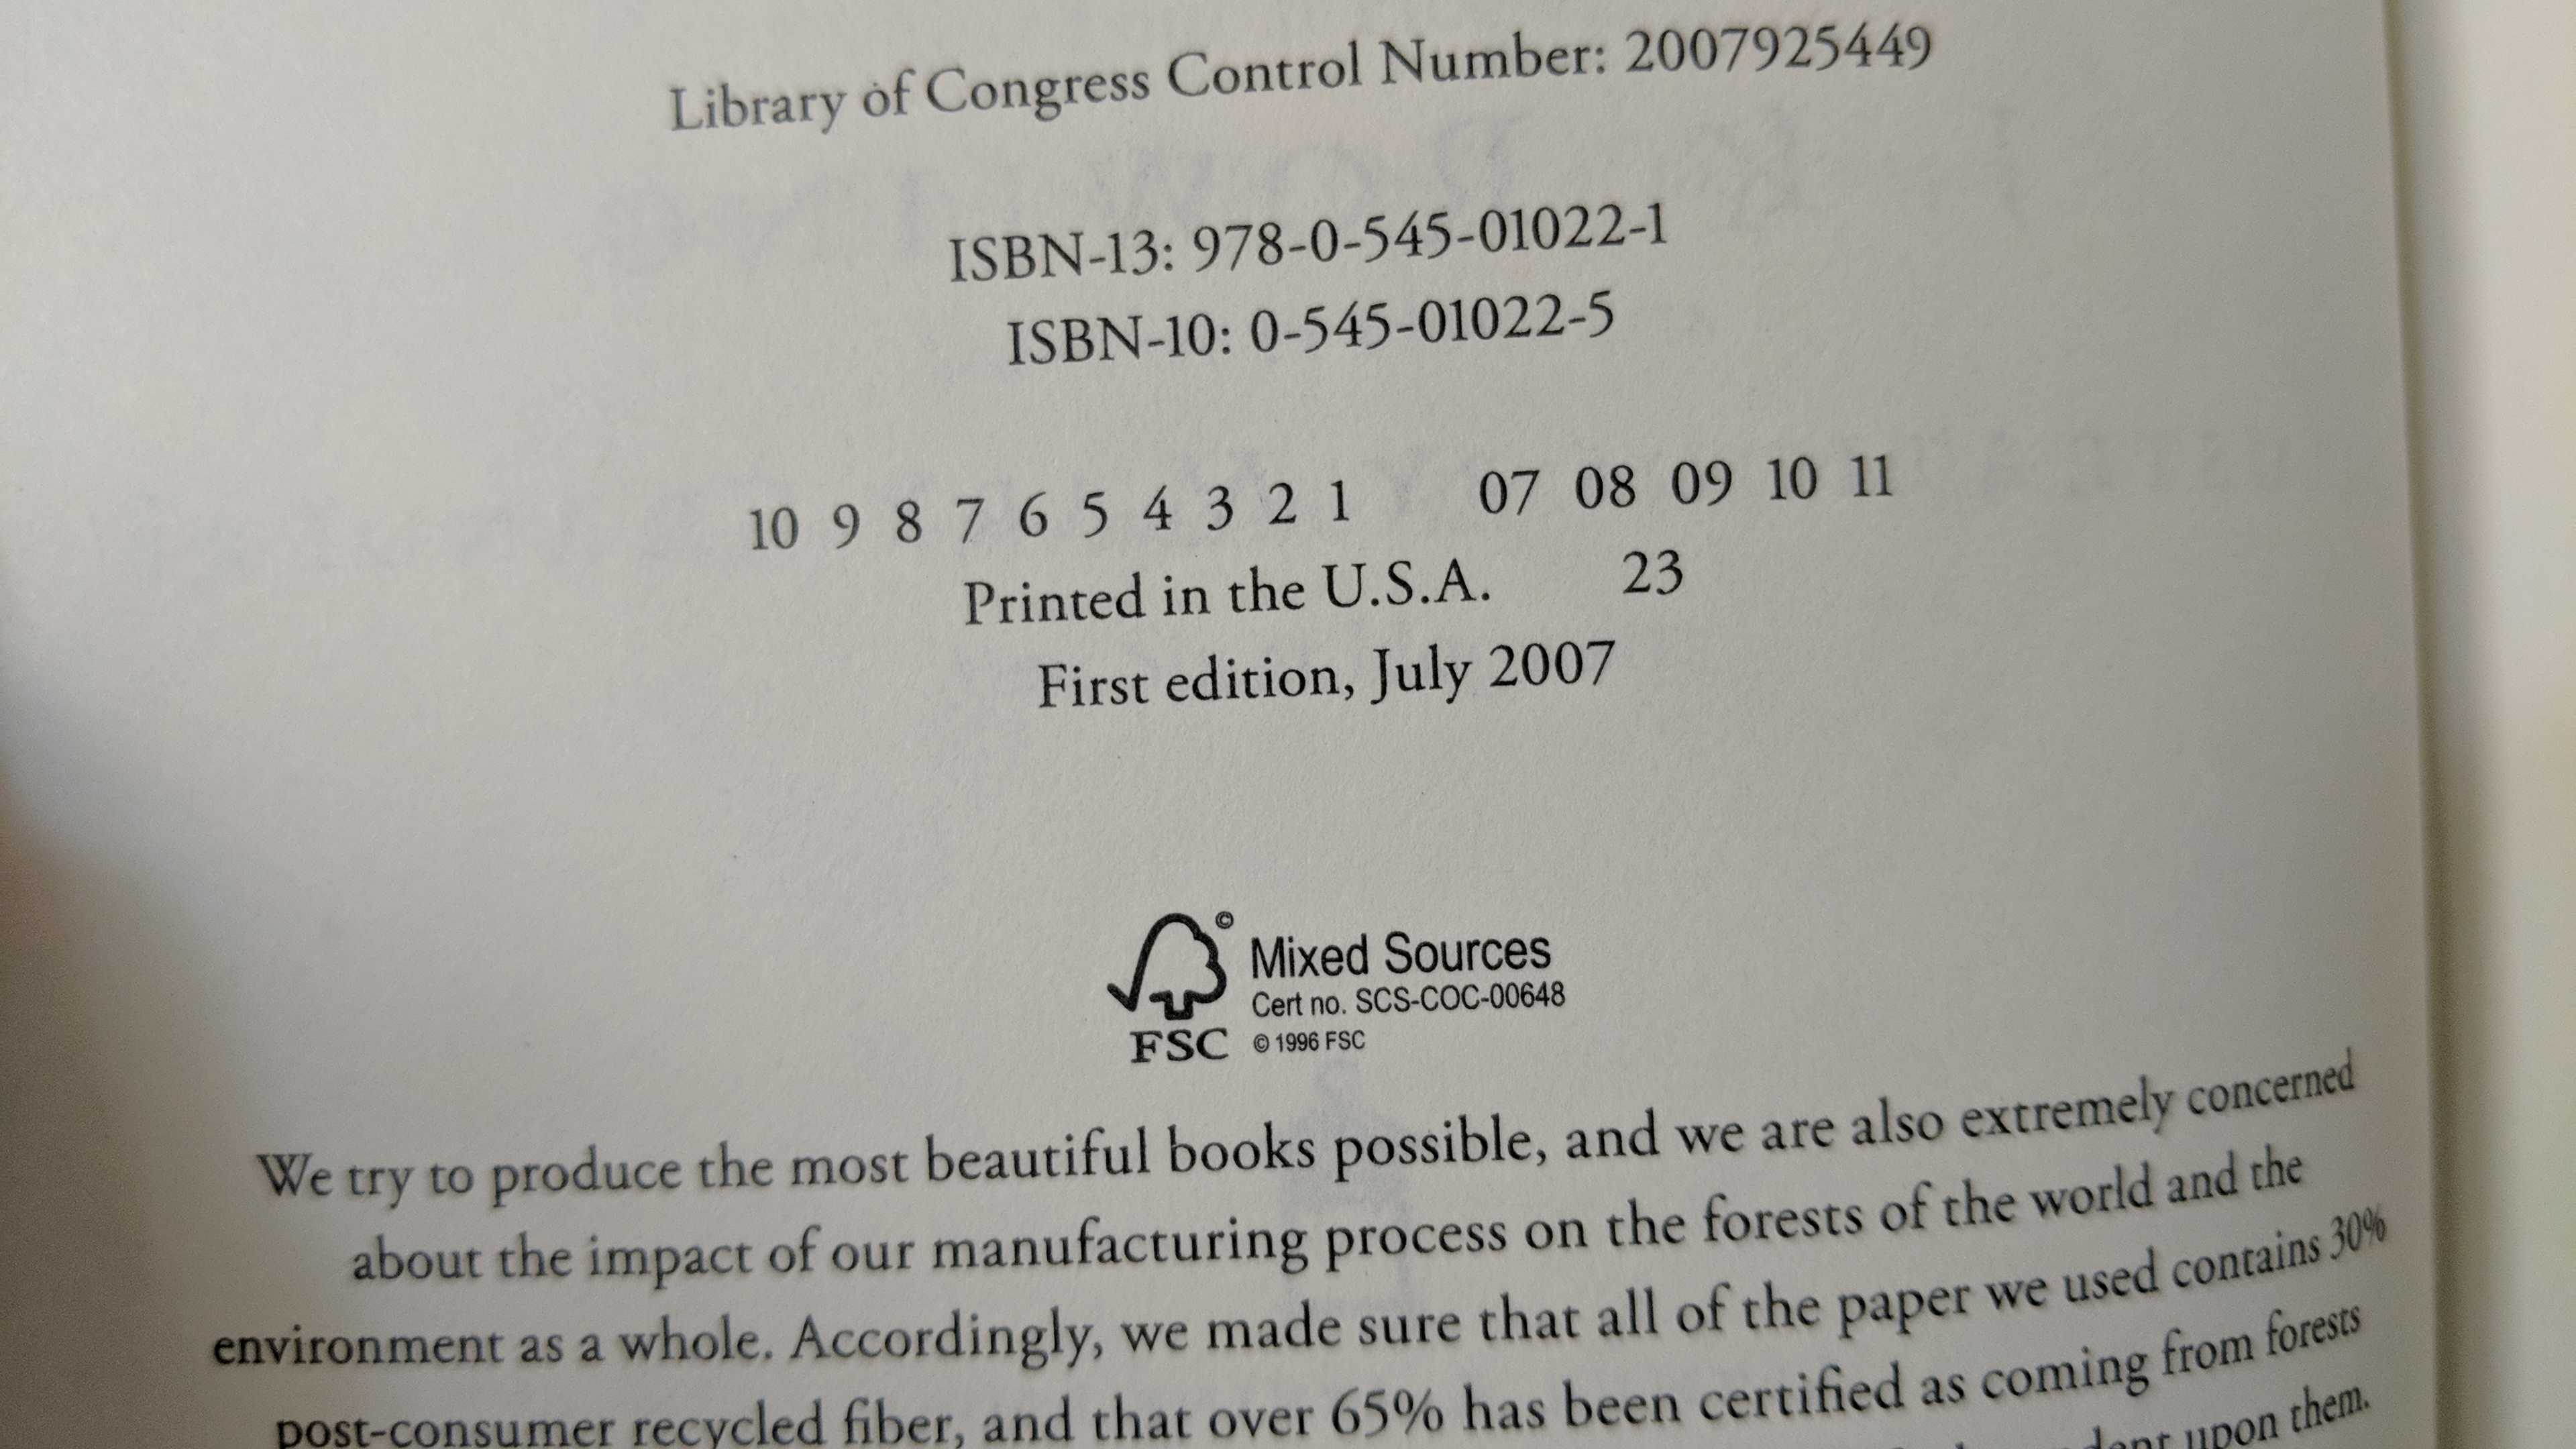 Library of Congress Control Number: 2007925449
ISBN-13: 978-0-545-01022-1
ISBN-10: 0-545-01022-5
10 9 8 7 6 5 4 3 2 1 07 08 09 10 11
Printed in the U.S.A. 23
First edition, July 2007
©
Mixed Sources
Cert no. SCS-COC-00648
FSC © 1996 FSC
We try to produce the most beautiful books possible, and we are also extremely concerned
about the impact of our manufacturing process on the forests of the world and the
environment as a whole. Accordingly, we made sure that all of the paper we used contains 30%
post-consumer recycled fiber, and that over 65% has been certified as coming from forests
upon them.